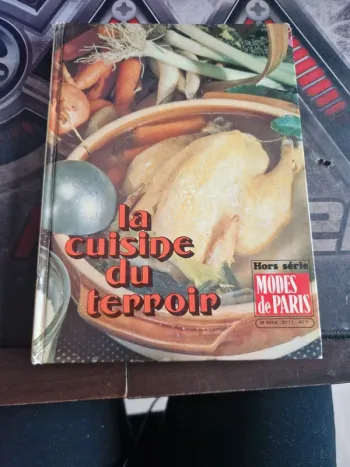 la
cuisine
du
terroir
Hors série
MODES
de PARIS